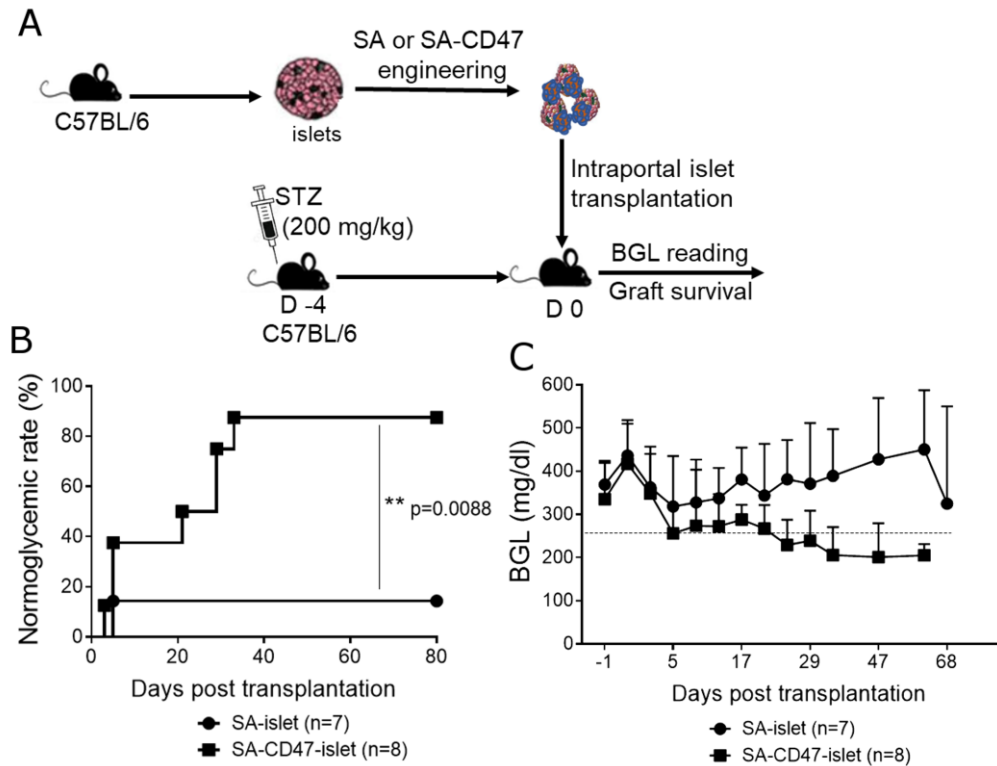 A
SA or SA-CD47
engineering
C57BL/6
islets
Intraportal islet
transplantation
STZ
(200 mg/kg)
BGL reading
D -4
D 0
Graft survival
C57BL/6
B
Normoglycemic rate (%)
100
80
60
40
20
0
** p=0.0088
0 20 40 60 80
Days post transplantation
SA-islet (n=7)
SA-CD47-islet (n=8)
C
BGL (mg/dl)
600
500
400
300
200
100
0
-1 5 17 29 47 68
Days post transplantation
SA-islet (n=7)
SA-CD47-islet (n=8)